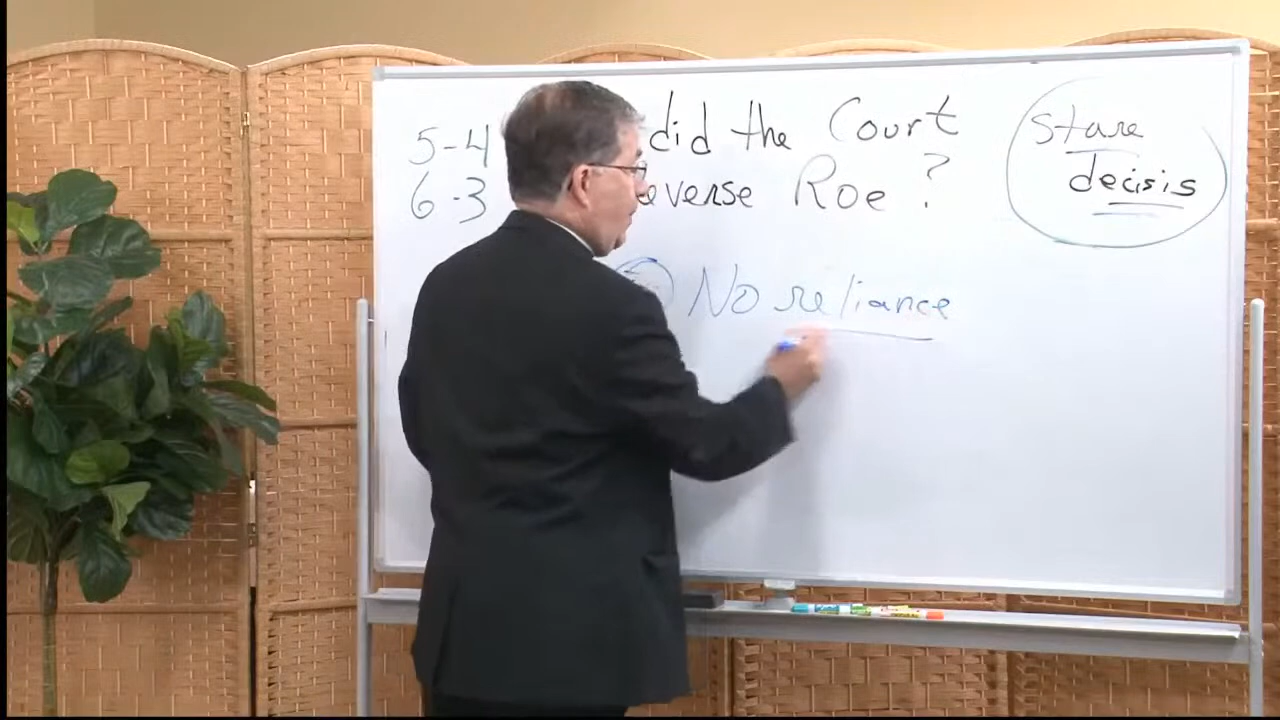 5-4 did the Court
6-3 everse Roe?
stare
decisis
No reliance